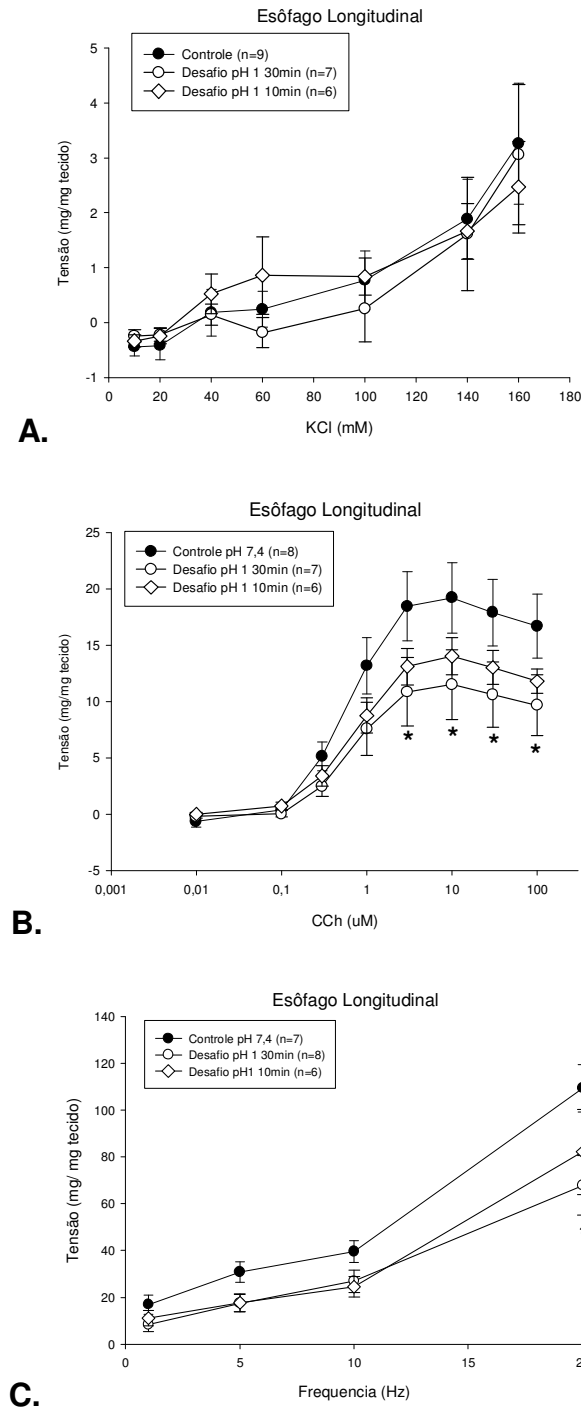 Esôfago Longitudinal
Controle (n=9)
Desafio pH 1 30min (n=7)
Desafio pH 1 10min (n=6)
Tensão (mg/mg tecido)
5
4
3
2
1
0
-1
0 20 40 60 80 100 120 140 160 180
KCl (mM)
A.
Esôfago Longitudinal
Controle pH 7,4 (n=8)
Desafio pH 1 30min (n=7)
Desafio pH 1 10min (n=6)
Tensão (mg/mg tecido)
25
20
15
10
5
0
-5
* * * *
0,001 0,01 0,1 1 10 100
CCh (uM)
B.
Esôfago Longitudinal
Controle pH 7,4 (n=7)
Desafio pH 1 30min (n=8)
Desafio pH1 10min (n=6)
Tensão (mg/ mg tecido)
140
120
100
80
60
40
20
0
0 5 10 15
Frequencia (Hz)
C.